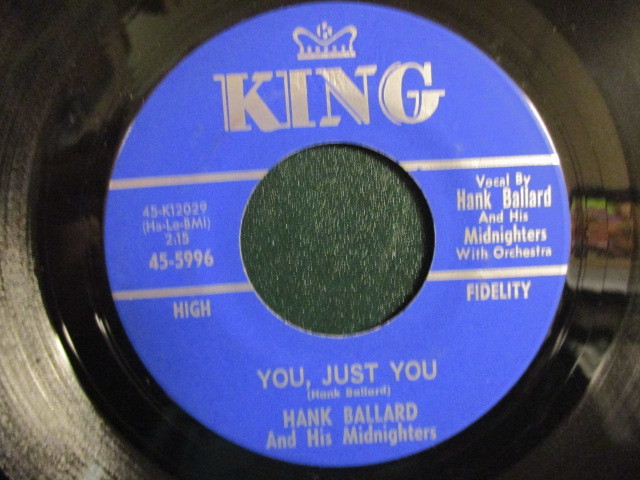 KING
45-K12029
(Ha-Lo-BMI)
2.15
45-5996
Vocal By
Hank Ballard
And His
Midnighters
With Orchestra
HIGH
FIDELITY
YOU, JUST YOU
(Hank Ballard)
HANK BALLARD
And His Midnighters